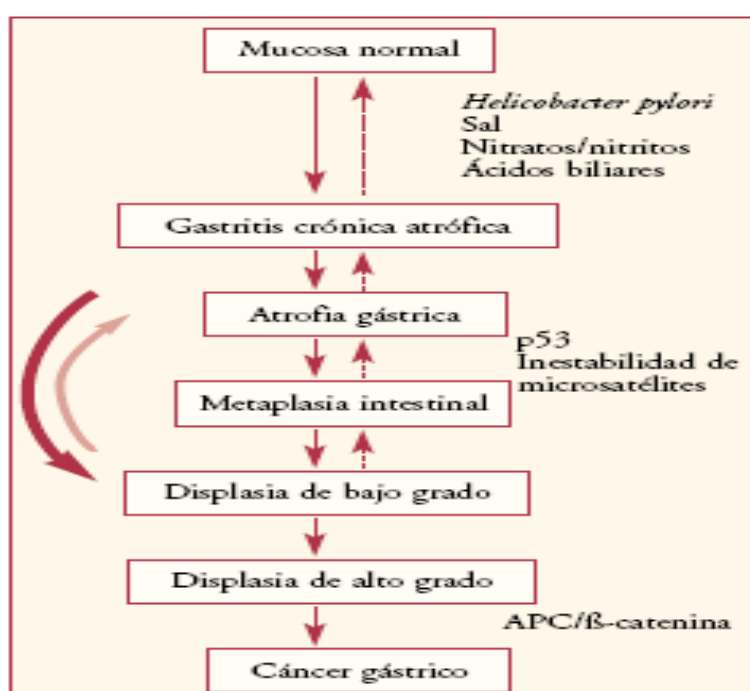 Mucosa normal
Helicobacter pylori
Sal
Nitratos/nitritos
Ácidos biliares
Gastritis crónica atrófica
Atrofia gástrica
p53
Inestabilidad de
microsatélites
Metaplasia intestinal
Displasia de bajo grado
Displasia de alto grado
APC/ß-catenina
Cáncer gástrico